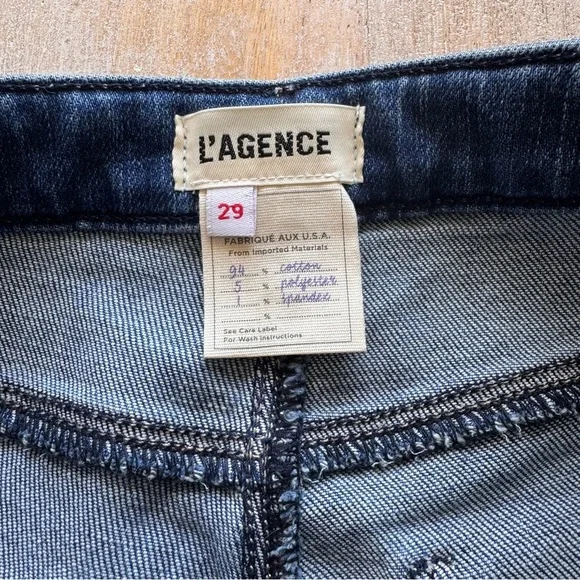 L'AGENCE
29
FABRIQUÉ AUX U.S.A.
From Imported Materials
94 % cotton
5 % polyester
1 % spandex
%
See Care Label
For Wash Instructions